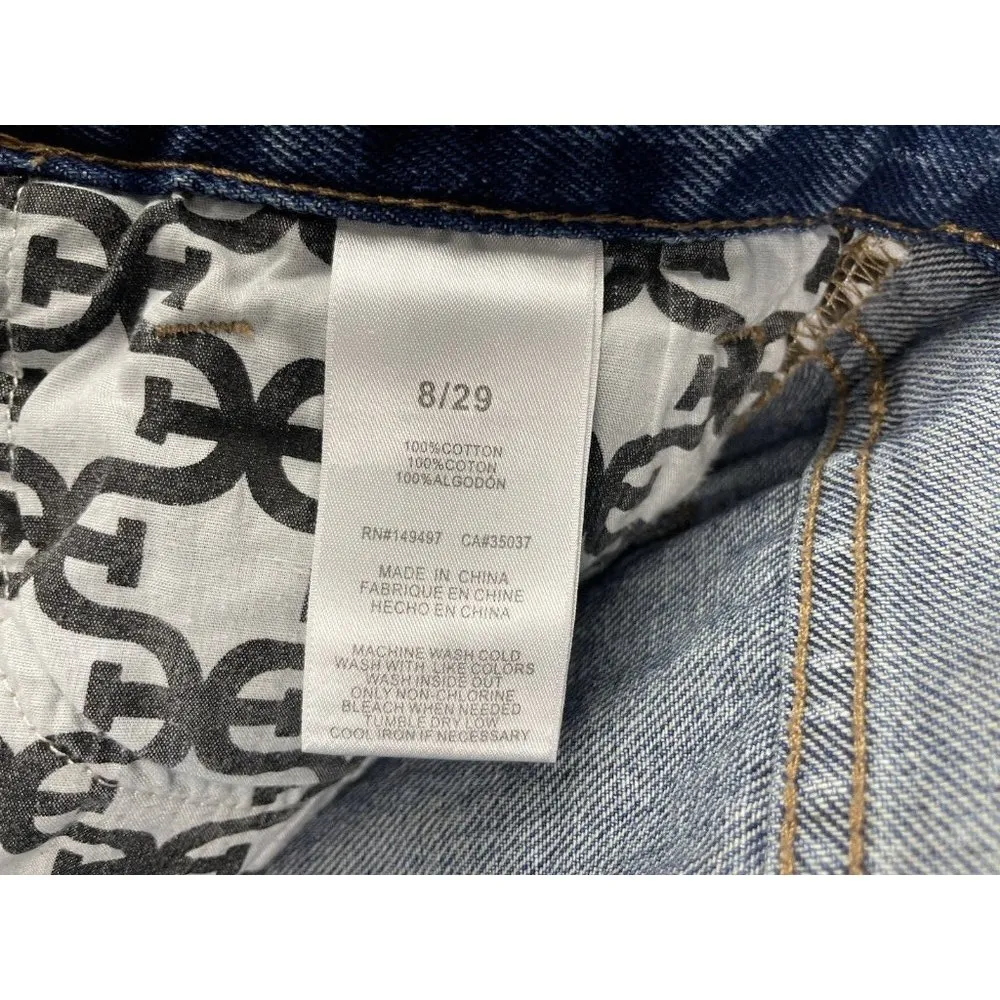 8/29
100%COTTON
100%COTON
100%ALGODÓN
RN#149497 CA#35037
MADE IN CHINA
FABRIQUE EN CHINE
HECHO EN CHINA
MACHINE WASH COLD
WASH WITH LIKE COLORS
WASH INSIDE OUT
ONLY NON-CHLORINE
BLEACH WHEN NEEDED
TUMBLE DRY LOW
COOL IRON IF NECESSARY